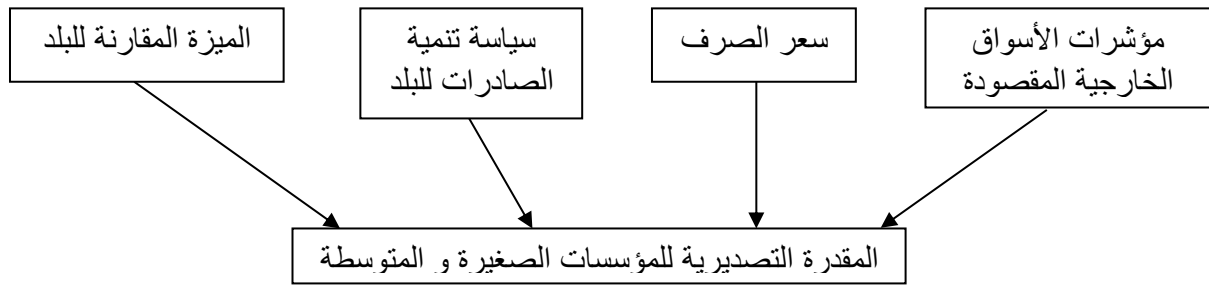 مؤشرات الأسواق
الخارجية المقصودة
سعر الصرف
سياسة تنمية
الصادرات للبلد
الميزة المقارنة للبلد
المقدرة التصديرية للمؤسسات الصغيرة و المتوسطة